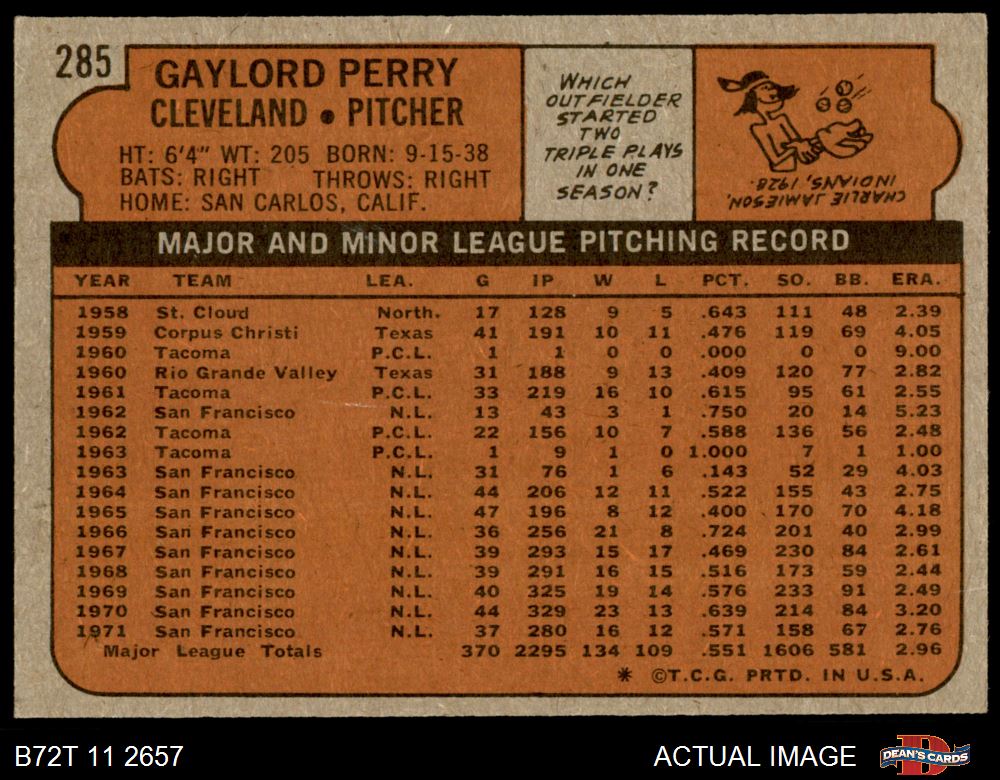 285
GAYLORD PERRY
CLEVELAND • PITCHER
HT: 6'4" WT: 205 BORN: 9-15-38
BATS: RIGHT THROWS: RIGHT
HOME: SAN CARLOS, CALIF.
WHICH
OUTFIELDER
STARTED
TWO
TRIPLE PLAYS
IN ONE
SEASON?
CHARLIE JAMIESON,
INDIANS, 1928.
MAJOR AND MINOR LEAGUE PITCHING RECORD
YEAR TEAM LEA. G IP W L PCT. SO. BB. ERA.
1958 St. Cloud North. 17 128 9 5 .643 111 48 2.39
1959 Corpus Christi Texas 41 191 10 11 .476 119 69 4.05
1960 Tacoma P.C.L. 1 1 0 0 .000 0 0 9.00
1960 Rio Grande Valley Texas 31 188 9 13 .409 120 77 2.82
1961 Tacoma P.C.L. 33 219 16 10 .615 95 61 2.55
1962 San Francisco N.L. 13 43 3 1 .750 20 14 5.23
1962 Tacoma P.C.L. 22 156 10 7 .588 136 56 2.48
1963 Tacoma P.C.L. 1 9 1 0 1.000 7 1 1.00
1963 San Francisco N.L. 31 76 1 6 .143 52 29 4.03
1964 San Francisco N.L. 44 206 12 11 .522 155 43 2.75
1965 San Francisco N.L. 47 196 8 12 .400 170 70 4.18
1966 San Francisco N.L. 36 256 21 8 .724 201 40 2.99
1967 San Francisco N.L. 39 293 15 17 .469 230 84 2.61
1968 San Francisco N.L. 39 291 16 15 .516 173 59 2.44
1969 San Francisco N.L. 40 325 19 14 .576 233 91 2.49
1970 San Francisco N.L. 44 329 23 13 .639 214 84 3.20
1971 San Francisco N.L. 37 280 16 12 .571 158 67 2.76
Major League Totals 370 2295 134 109 .551 1606 581 2.96
* ©T.C.G. PRTD. IN U.S.A.
B72T 11 2657
ACTUAL IMAGE
D
DEAN'S CARDS